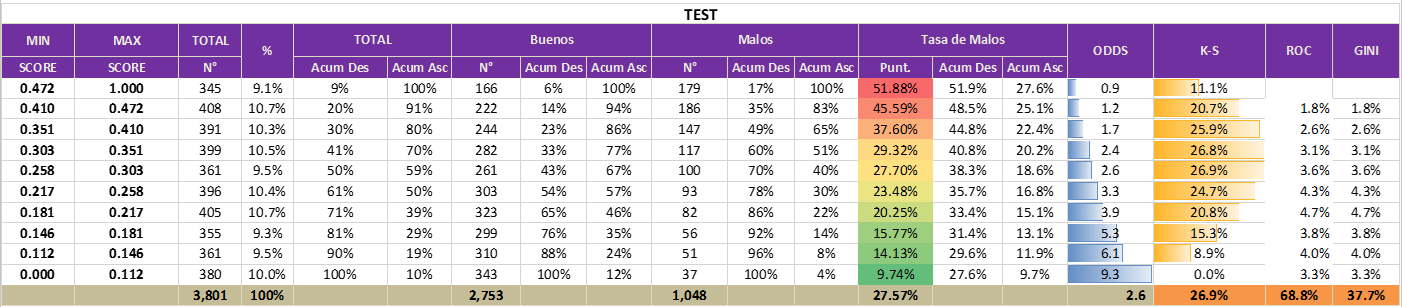 TEST
MIN MAX TOTAL % TOTAL Buenos Malos Tasa de Malos ODDS K-S ROC GINI
SCORE SCORE N° Acum Des Acum Asc N° Acum Des Acum Asc N° Acum Des Acum Asc Punt. Acum Des Acum Asc
0.472 1.000 345 9.1% 9% 100% 166 6% 100% 179 17% 100% 51.88% 51.9% 27.6% 0.9 11.1%
0.410 0.472 408 10.7% 20% 91% 222 14% 94% 186 35% 83% 45.59% 48.5% 25.1% 1.2 20.7% 1.8% 1.8%
0.351 0.410 391 10.3% 30% 80% 244 23% 86% 147 49% 65% 37.60% 44.8% 22.4% 1.7 25.9% 2.6% 2.6%
0.303 0.351 399 10.5% 41% 70% 282 33% 77% 117 60% 51% 29.32% 40.8% 20.2% 2.4 26.8% 3.1% 3.1%
0.258 0.303 361 9.5% 50% 59% 261 43% 67% 100 70% 40% 27.70% 38.3% 18.6% 2.6 26.9% 3.6% 3.6%
0.217 0.258 396 10.4% 61% 50% 303 54% 57% 93 78% 30% 23.48% 35.7% 16.8% 3.3 24.7% 4.3% 4.3%
0.181 0.217 405 10.7% 71% 39% 323 65% 46% 82 86% 22% 20.25% 33.4% 15.1% 3.9 20.8% 4.7% 4.7%
0.146 0.181 355 9.3% 81% 29% 299 76% 35% 56 92% 14% 15.77% 31.4% 13.1% 5.3 15.3% 3.8% 3.8%
0.112 0.146 361 9.5% 90% 19% 310 88% 24% 51 96% 8% 14.13% 29.6% 11.9% 6.1 8.9% 4.0% 4.0%
0.000 0.112 380 10.0% 100% 10% 343 100% 12% 37 100% 4% 9.74% 27.6% 9.7% 9.3 0.0% 3.3% 3.3%
3,801 100% 2,753 1,048 27.57% 2.6 26.9% 68.8% 37.7%